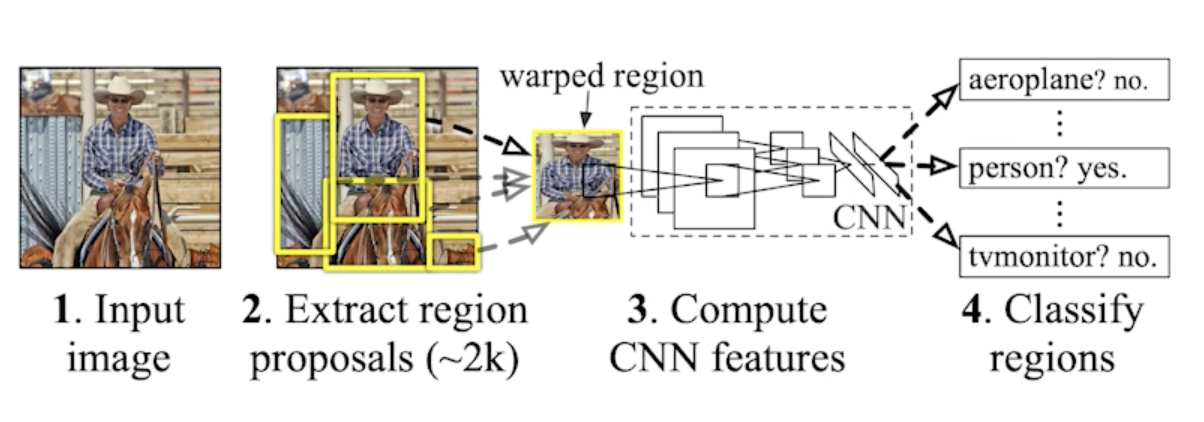 warped region
aeroplane? no.
person? yes.
CNN
tvmonitor? no.
1. Input
image
2. Extract region
proposals (~2k)
3. Compute
CNN features
4. Classify
regions